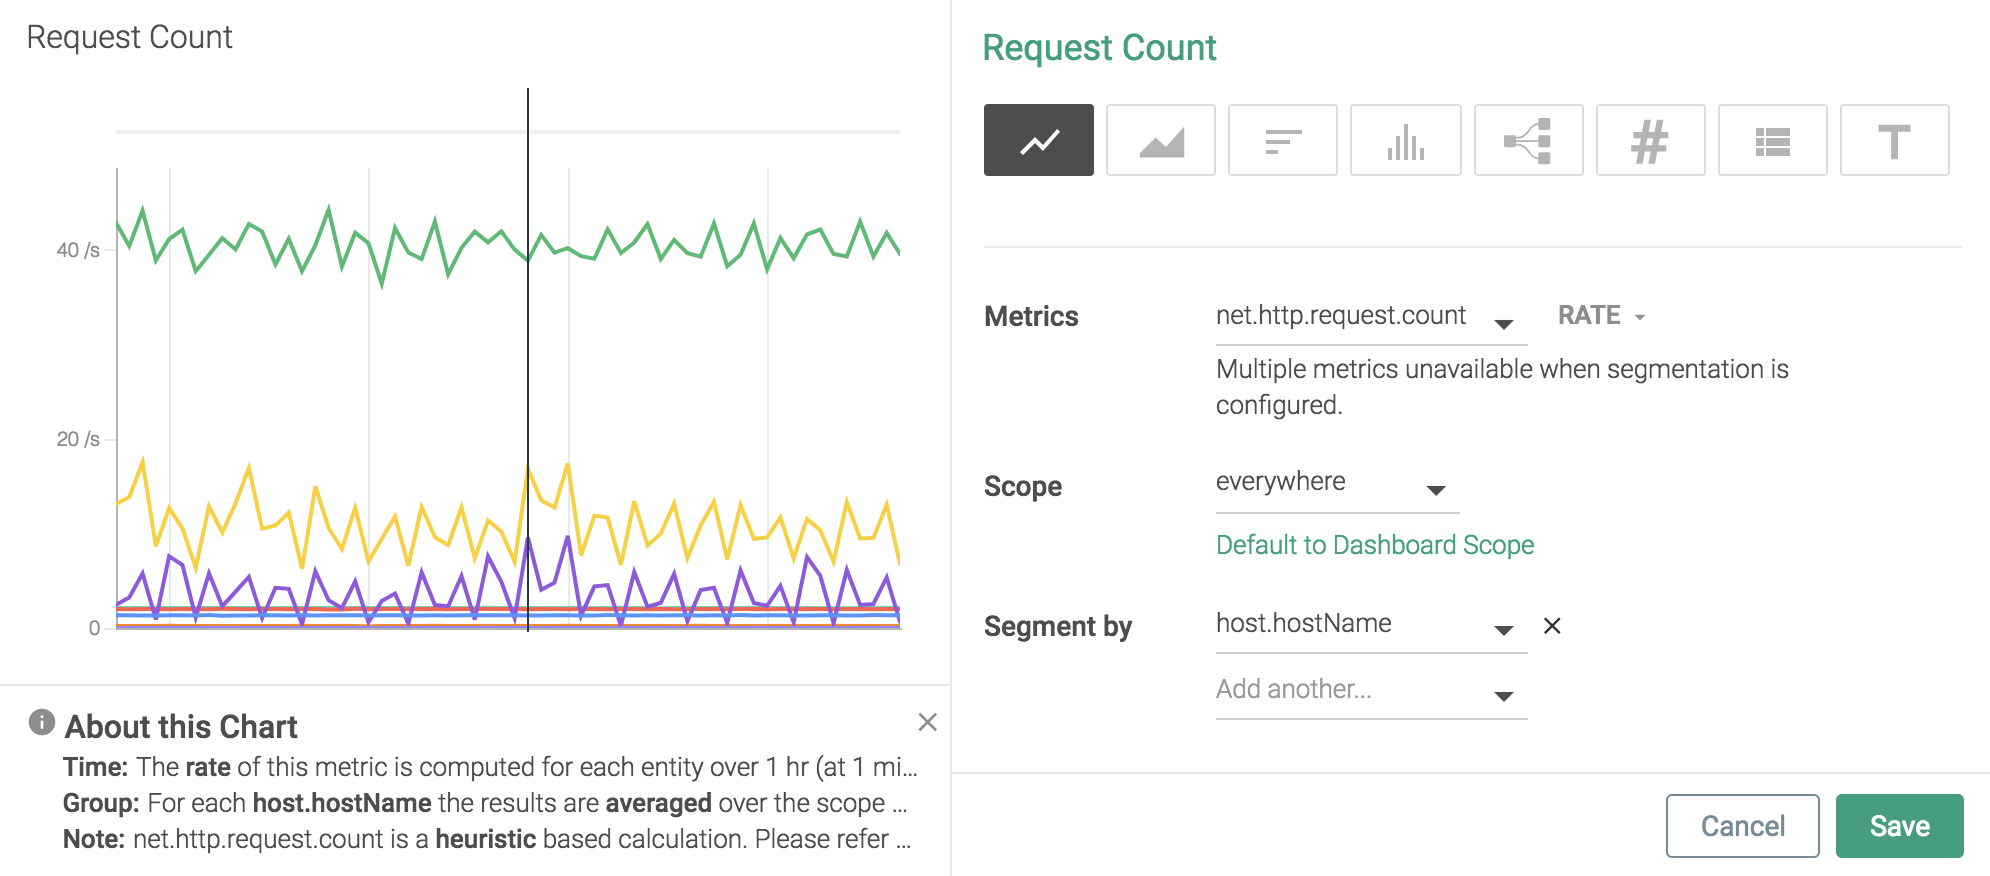 Request Count
40 /s
20 /s
0
About this Chart
Time: The rate of this metric is computed for each entity over 1 hr (at 1 mi...
Group: For each host.hostName the results are averaged over the scope ...
Note: net.http.request.count is a heuristic based calculation. Please refer ...
Request Count
#
T
Metrics
net.http.request.count
RATE
Multiple metrics unavailable when segmentation is
configured.
Scope
everywhere
Default to Dashboard Scope
Segment by
host.hostName
Add another...
Cancel
Save